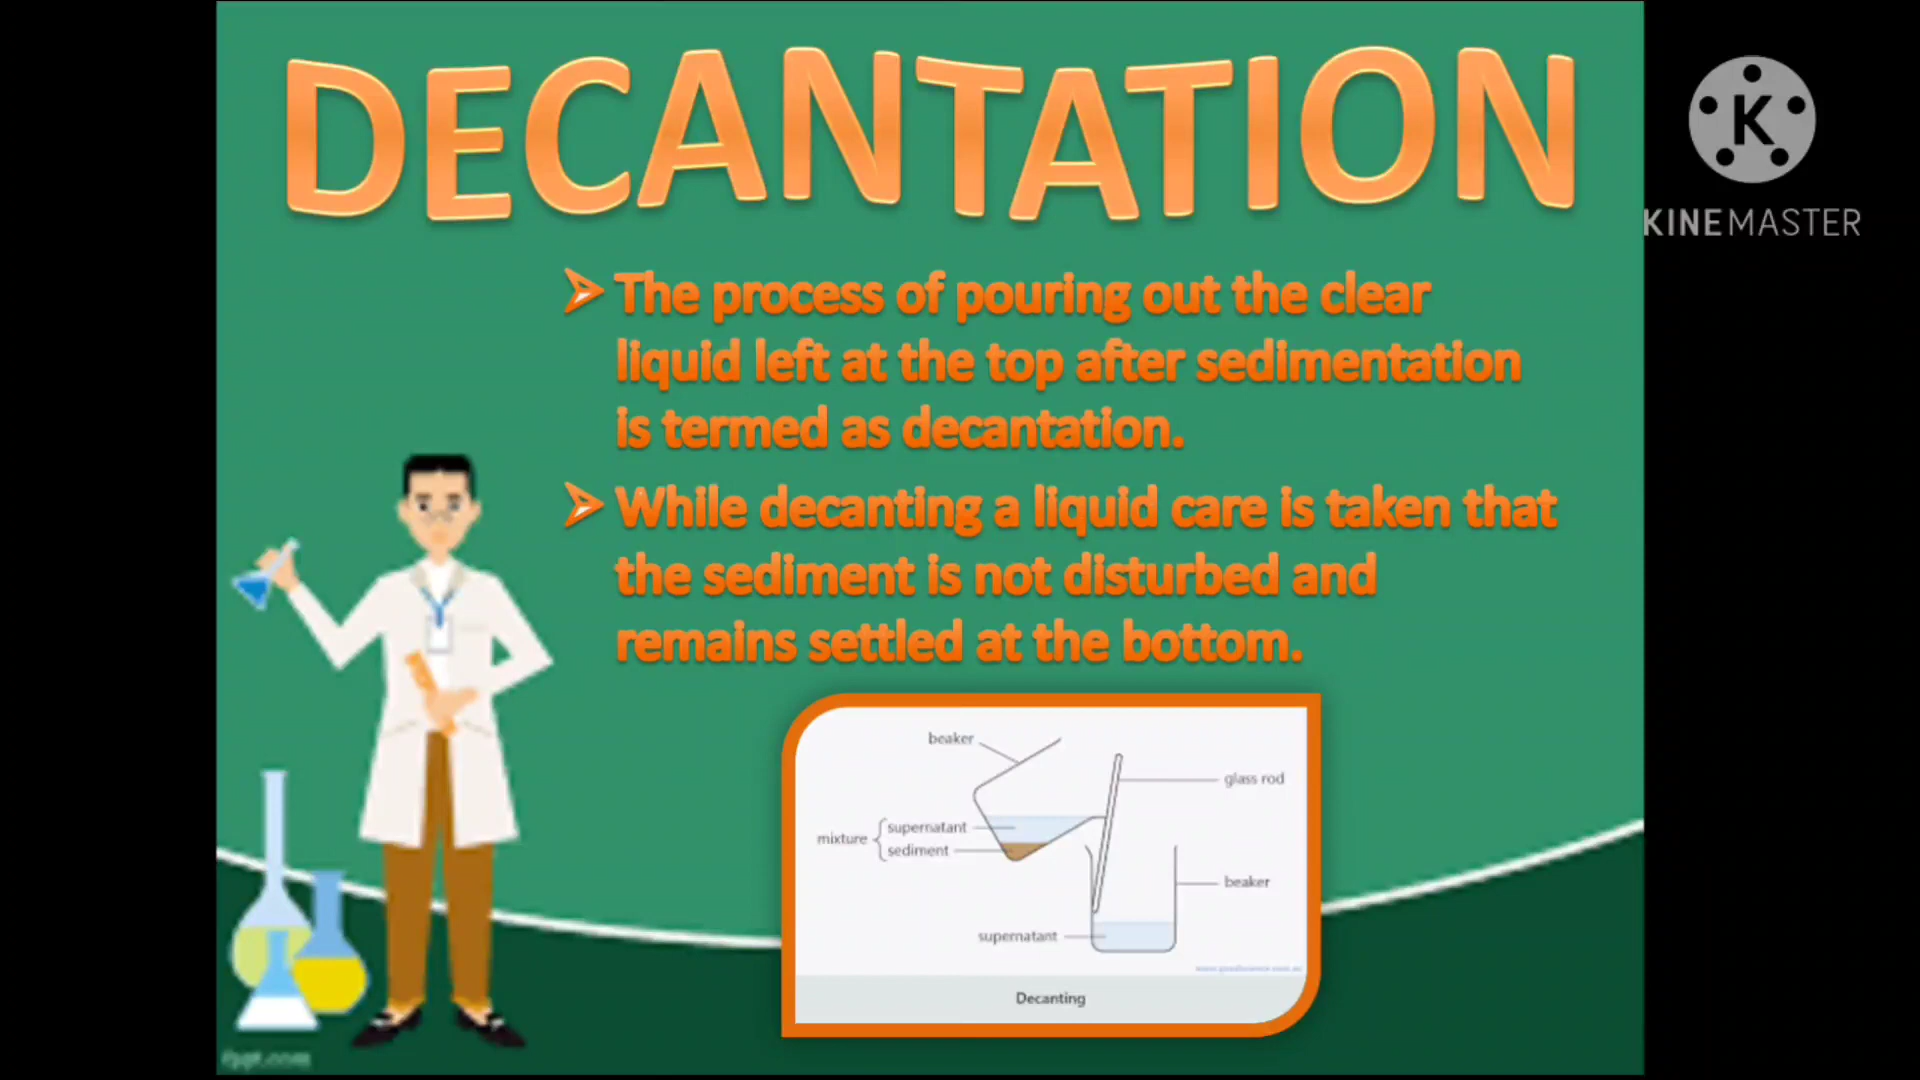 DECANTATION
KINEMASTER
The process of pouring out the clear
liquid left at the top after sedimentation
is termed as decantation.
While decanting a liquid care is taken that
the sediment is not disturbed and
remains settled at the bottom.
beaker
glass rod
mixture
supernatant
sediment
beaker
supernatant
Decanting
fppt.com